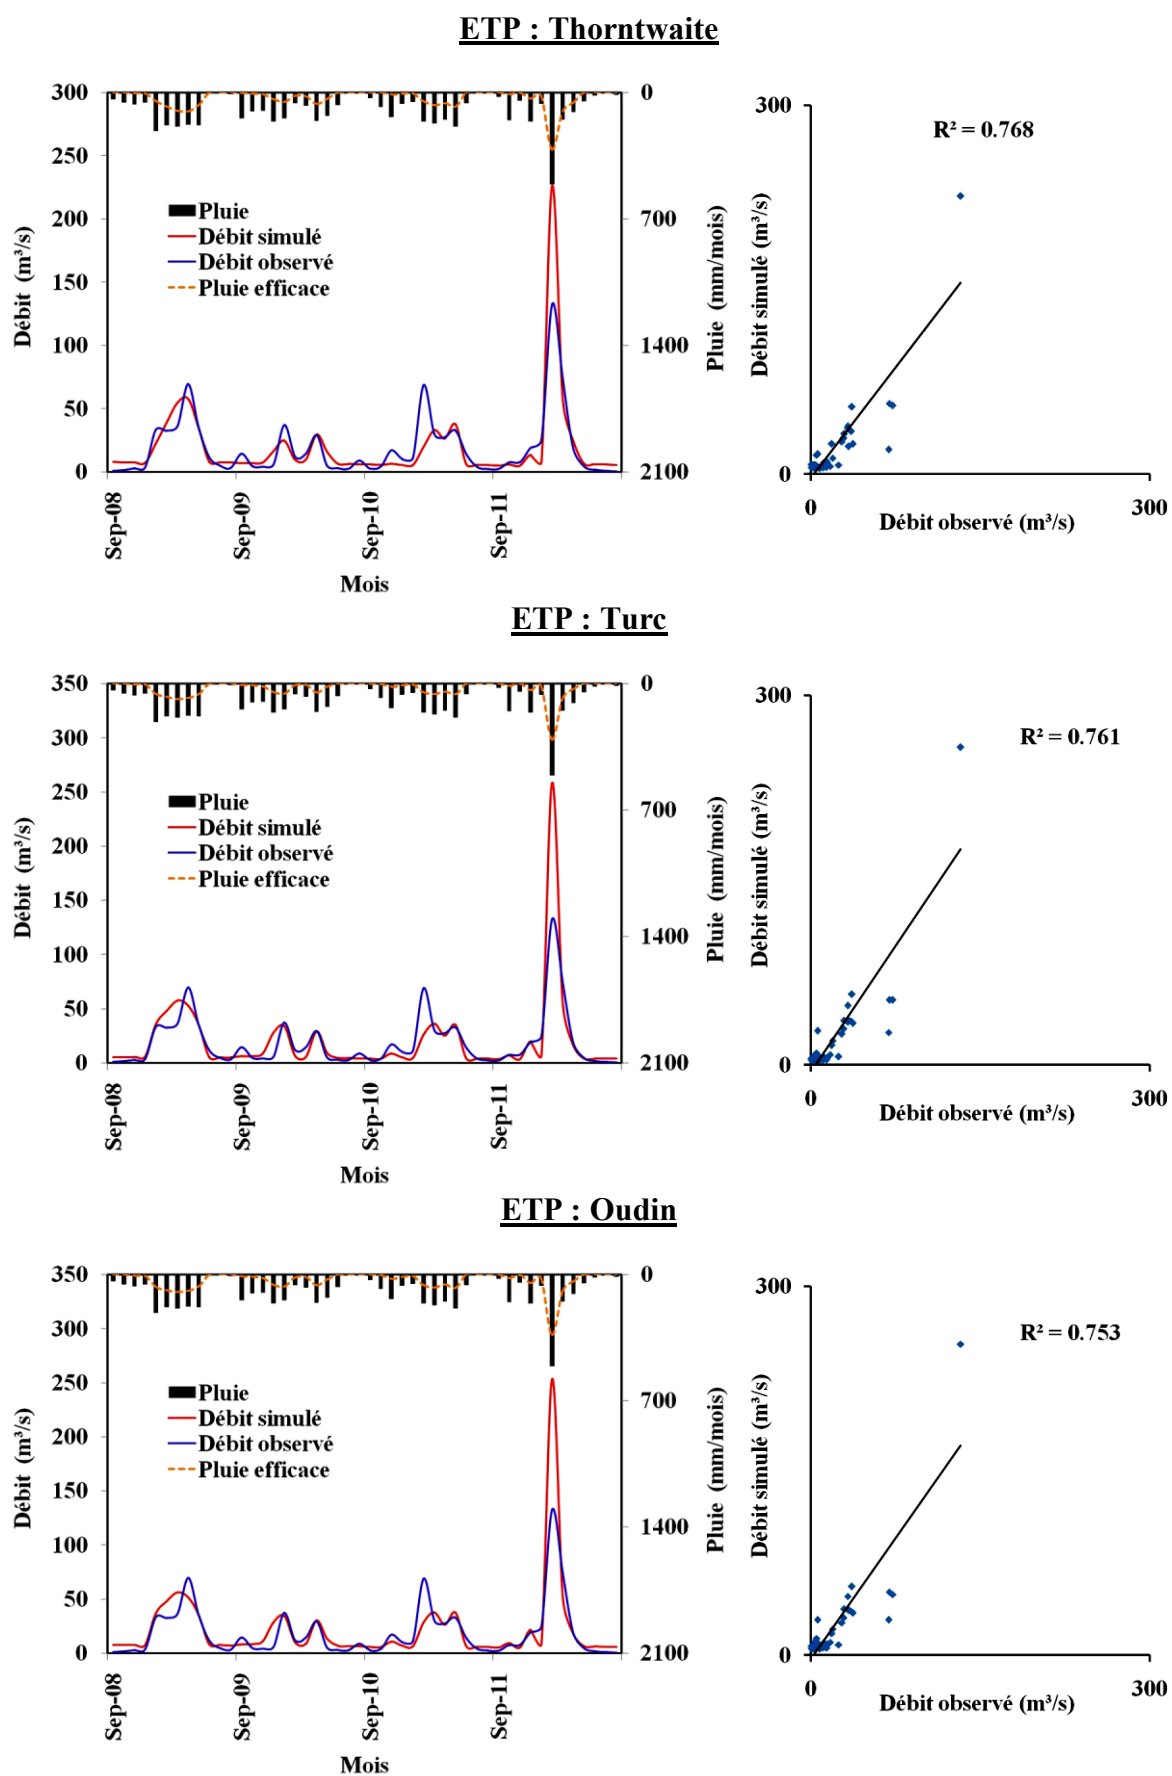 ETP : Thorntwaite
300
250
200
150
100
50
0
Débit (m³/s)
0
700
1400
2100
Pluie (mm/mois)
Pluie
Débit simulé
Débit observé
Pluie efficace
Sep-08
Sep-09
Sep-10
Sep-11
Mois
300
0
Débit simulé (m³/s)
R² = 0.768
0
300
Débit observé (m³/s)
ETP : Turc
350
300
250
200
150
100
50
0
Débit (m³/s)
0
700
1400
2100
Pluie (mm/mois)
Pluie
Débit simulé
Débit observé
Pluie efficace
Sep-08
Sep-09
Sep-10
Sep-11
Mois
300
0
Débit simulé (m³/s)
R² = 0.761
0
300
Débit observé (m³/s)
ETP : Oudin
350
300
250
200
150
100
50
0
Débit (m³/s)
0
700
1400
2100
Pluie (mm/mois)
Pluie
Débit simulé
Débit observé
Pluie efficace
Sep-08
Sep-09
Sep-10
Sep-11
Mois
300
0
Débit simulé (m³/s)
R² = 0.753
0
300
Débit observé (m³/s)